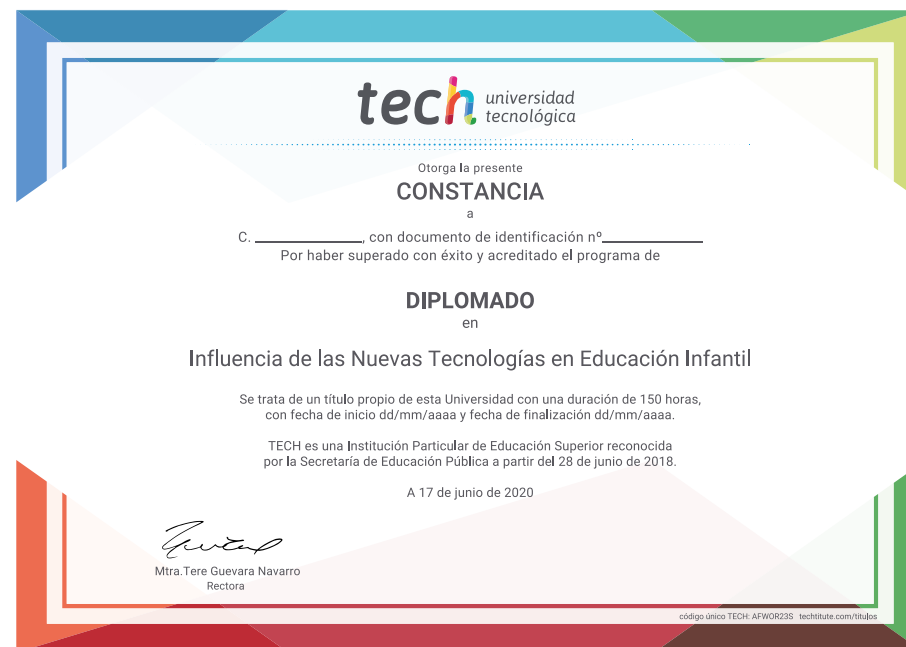 tech universidad
tecnológica
Otorga la presente
CONSTANCIA
a
C. ____________, con documento de identificación nº____________
Por haber superado con éxito y acreditado el programa de
DIPLOMADO
en
Influencia de las Nuevas Tecnologías en Educación Infantil
Se trata de un título propio de esta Universidad con una duración de 150 horas,
con fecha de inicio dd/mm/aaaa y fecha de finalización dd/mm/aaaa.
TECH es una Institución Particular de Educación Superior reconocida
por la Secretaría de Educación Pública a partir del 28 de junio de 2018.
A 17 de junio de 2020
Mtra.Tere Guevara Navarro
Rectora
código único TECH: AFWOR23S techtitute.com/titulos